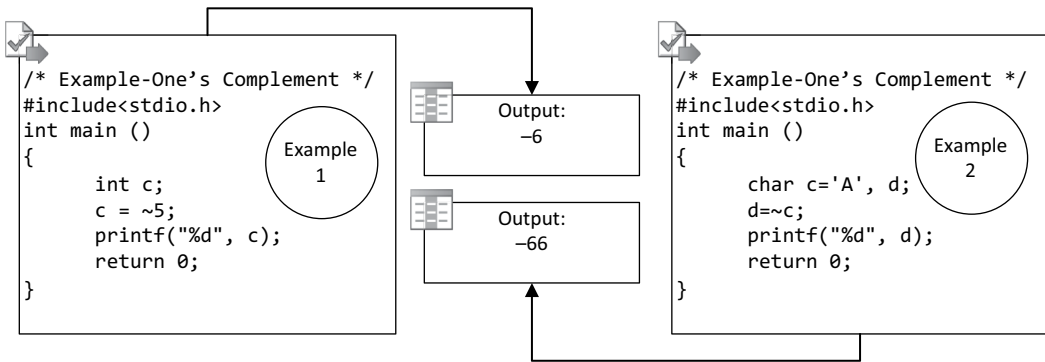 /* Example-One’s Complement */
#include<stdio.h>
int main ()
{
int c;
c = ~5;
printf("%d", c);
return 0;
}
Example
1
Output:
–6
Output:
–66
/* Example-One’s Complement */
#include<stdio.h>
int main ()
{
char c='A', d;
d=~c;
printf("%d", d);
return 0;
}
Example
2